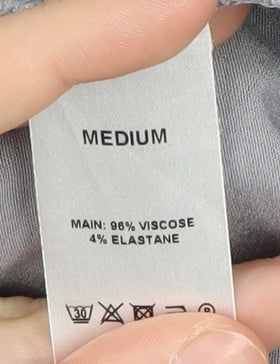 MEDIUM
MAIN: 96% VISCOSE
4% ELASTANE
30